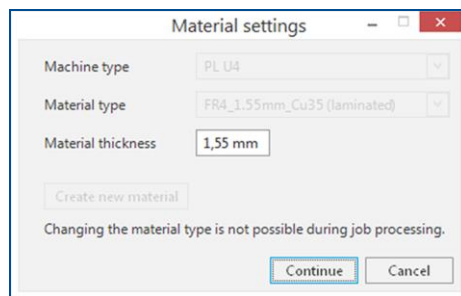 Material settings
Machine type
PL U4
Material type
FR4_1.55mm_Cu35 (laminated)
Material thickness
1,55 mm
Create new material
Changing the material type is not possible during job processing.
Continue
Cancel